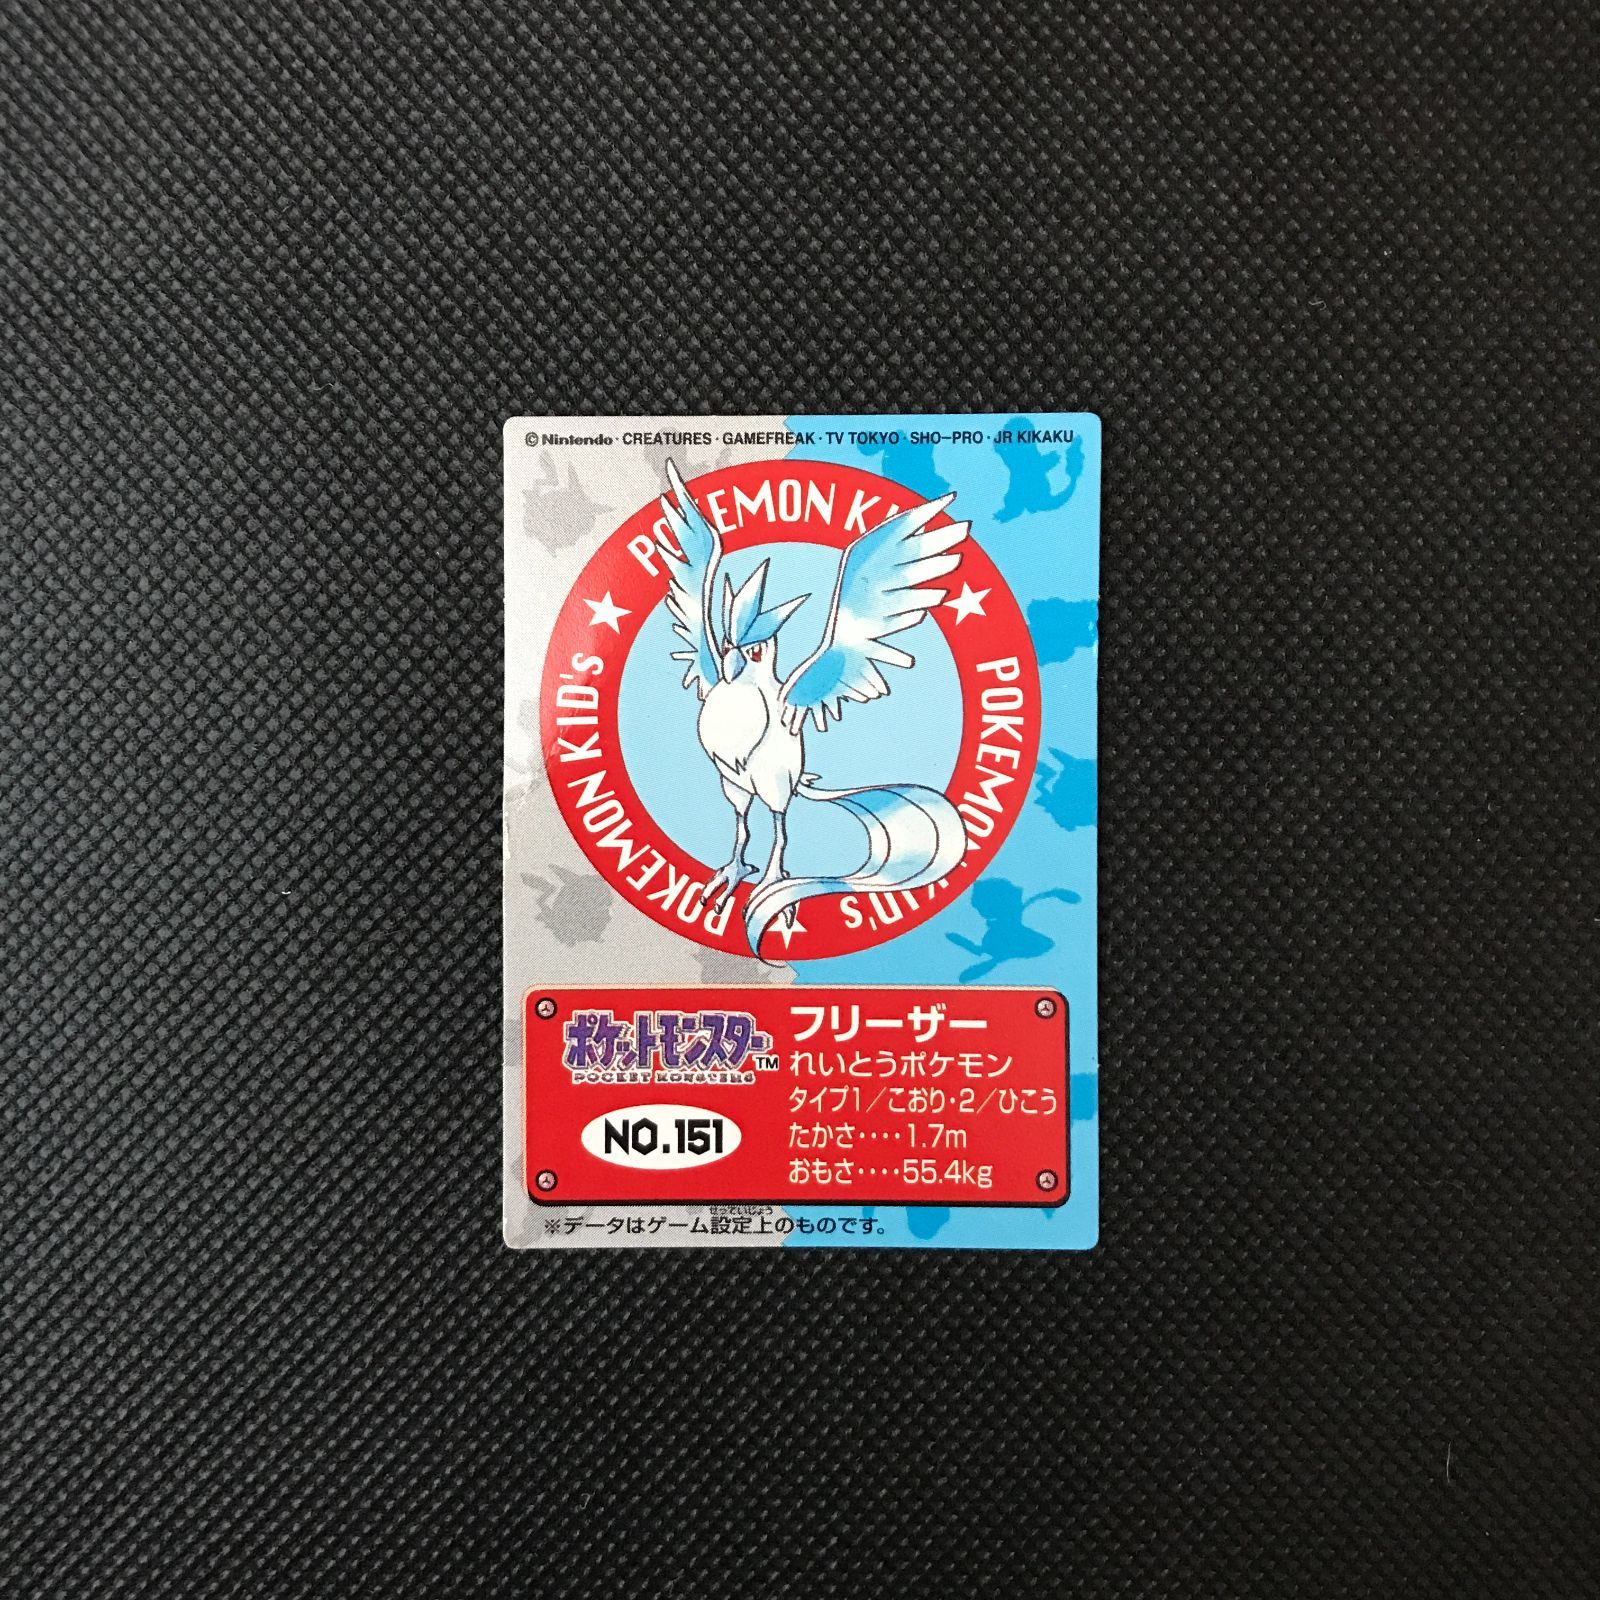 © Nintendo・CREATURES・GAMEFREAK・TV TOKYO・SHO-PRO・JR KIKAKU
POKEMON K
POKEMON KID's
POKEMON KID's
ポケットモンスター™
POCKET MONSTERS
NO.151
フリーザー
れいとうポケモン
タイプ1/こおり・2/ひこう
たかさ････1.7m
おもさ････55.4kg
せっていじょう
※データはゲーム設定上のものです。